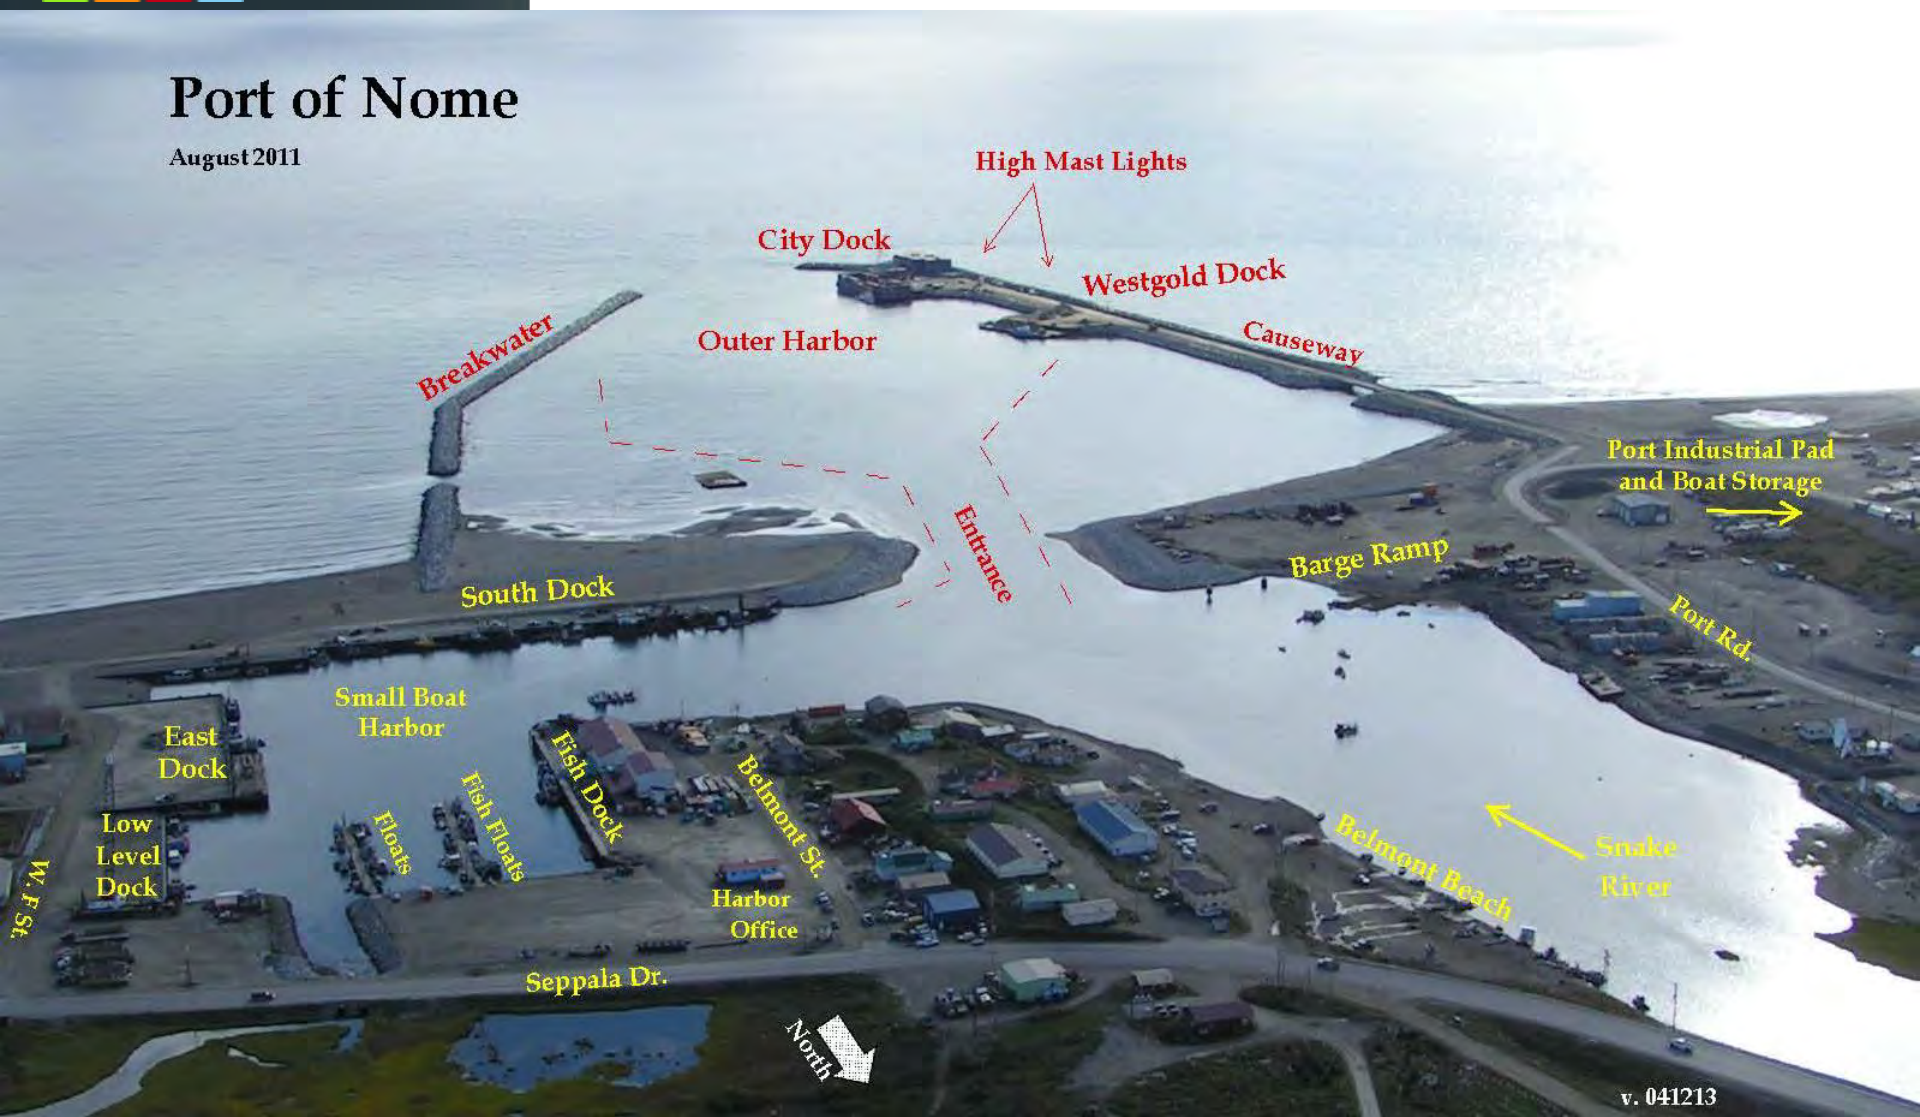 Port of Nome
August 2011
High Mast Lights
City Dock
Westgold Dock
Breakwater
Outer Harbor
Causeway
Port Industrial Pad
and Boat Storage
Entrance
Barge Ramp
South Dock
Port Rd.
Small Boat
Harbor
East
Dock
Fish Dock
Belmont St.
Fish Floats
Floats
Low
Level
Dock
Belmont Beach
Snake
River
W. F St.
Harbor
Office
Seppala Dr.
North
v. 041213